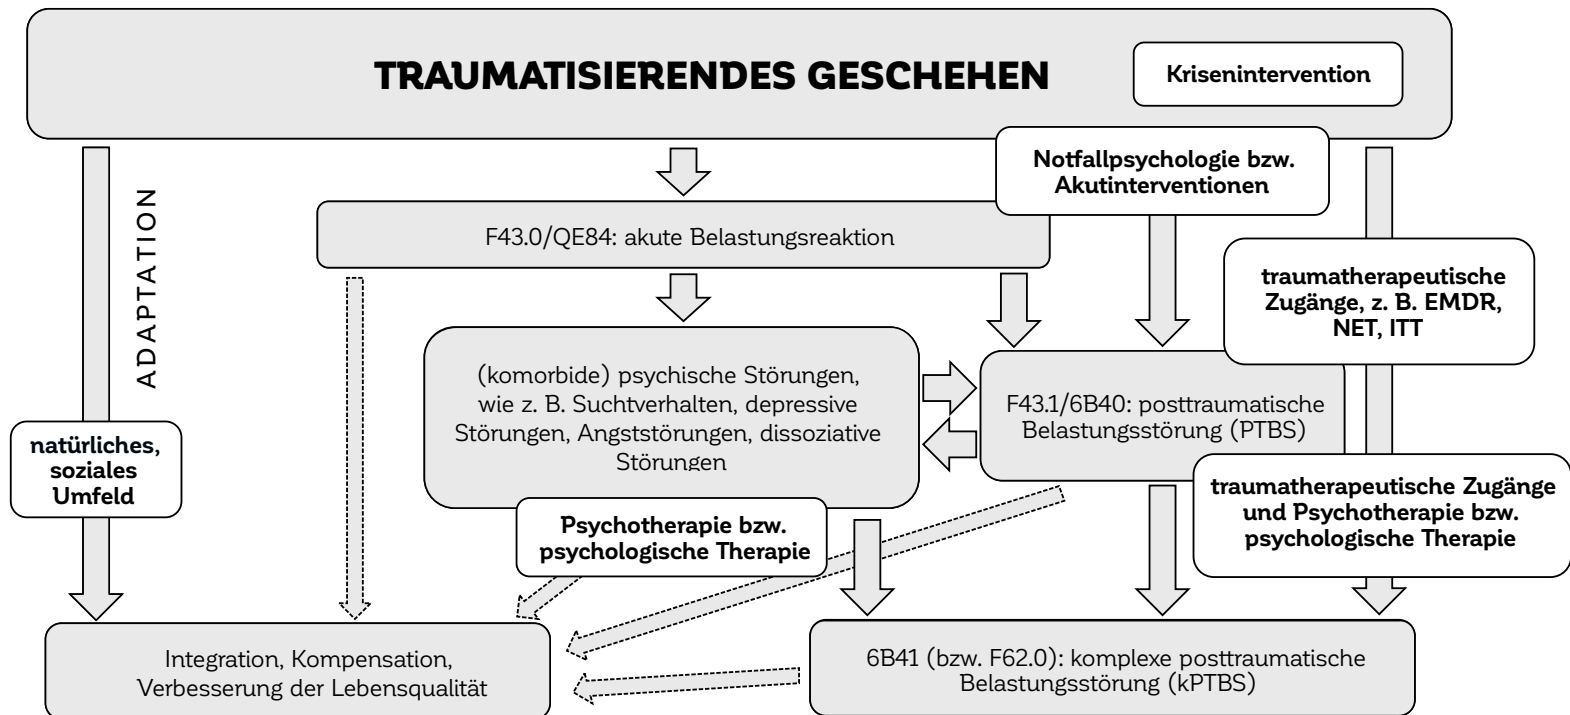 TRAUMATISIERENDES GESCHEHEN
Krisenintervention
Notfallpsychologie bzw.
Akutinterventionen
ADAPTATION
F43.0/QE84: akute Belastungsreaktion
traumatherapeutische
Zugänge, z. B. EMDR,
NET, ITT
(komorbide) psychische Störungen,
wie z. B. Suchtverhalten, depressive
Störungen, Angststörungen, dissoziative
Störungen
F43.1/6B40: posttraumatische
Belastungsstörung (PTBS)
natürliches,
soziales
Umfeld
traumatherapeutische Zugänge
und Psychotherapie bzw.
psychologische Therapie
Psychotherapie bzw.
psychologische Therapie
Integration, Kompensation,
Verbesserung der Lebensqualität
6B41 (bzw. F62.0): komplexe posttraumatische
Belastungsstörung (kPTBS)